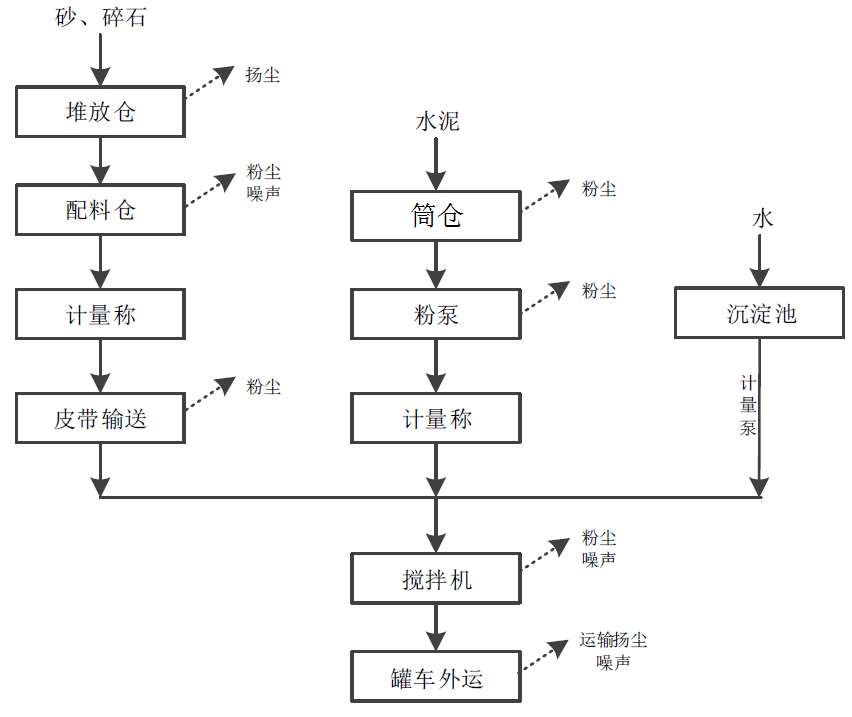 砂、碎石
扬尘
堆放仓
粉尘
噪声
配料仓
计量称
粉尘
皮带输送
水泥
粉尘
筒仓
粉尘
粉泵
计量称
水
沉淀池
计
量
泵
粉尘
噪声
搅拌机
运输扬尘
噪声
罐车外运